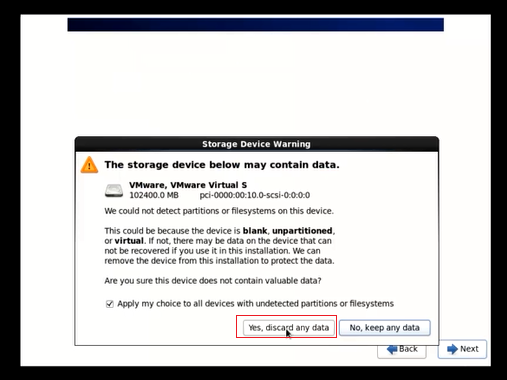 Storage Device Warning
The storage device below may contain data.
VMware, VMware Virtual S
102400.0 MB pci-0000:00:10.0-scsi-0:0:0:0
We could not detect partitions or filesystems on this device.
This could be because the device is blank, unpartitioned,
or virtual. If not, there may be data on the device that can
not be recovered if you use it in this installation. We can
remove the device from this installation to protect the data.
Are you sure this device does not contain valuable data?
Apply my choice to all devices with undetected partitions or filesystems
Yes, discard any data No, keep any data
Back Next